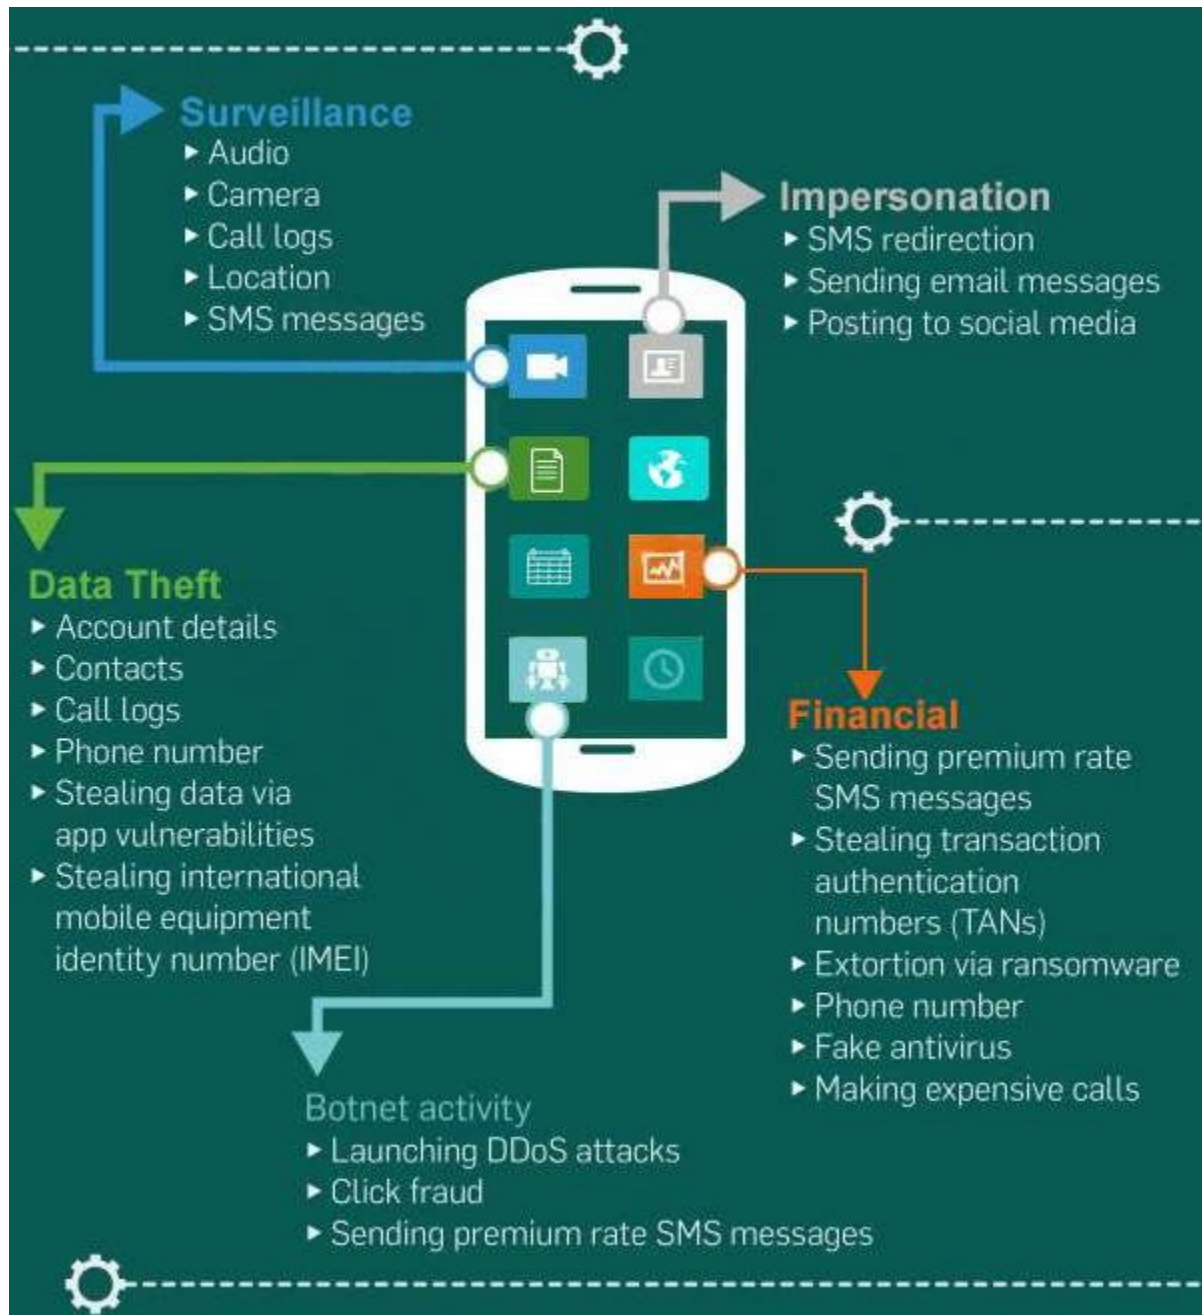 Surveillance
▸ Audio
▸ Camera
▸ Call logs
▸ Location
▸ SMS messages
Impersonation
▸ SMS redirection
▸ Sending email messages
▸ Posting to social media
Data Theft
▸ Account details
▸ Contacts
▸ Call logs
▸ Phone number
▸ Stealing data via
app vulnerabilities
▸ Stealing international
mobile equipment
identity number (IMEI)
Financial
▸ Sending premium rate
SMS messages
▸ Stealing transaction
authentication
numbers (TANs)
▸ Extortion via ransomware
▸ Phone number
▸ Fake antivirus
▸ Making expensive calls
Botnet activity
▸ Launching DDoS attacks
▸ Click fraud
▸ Sending premium rate SMS messages